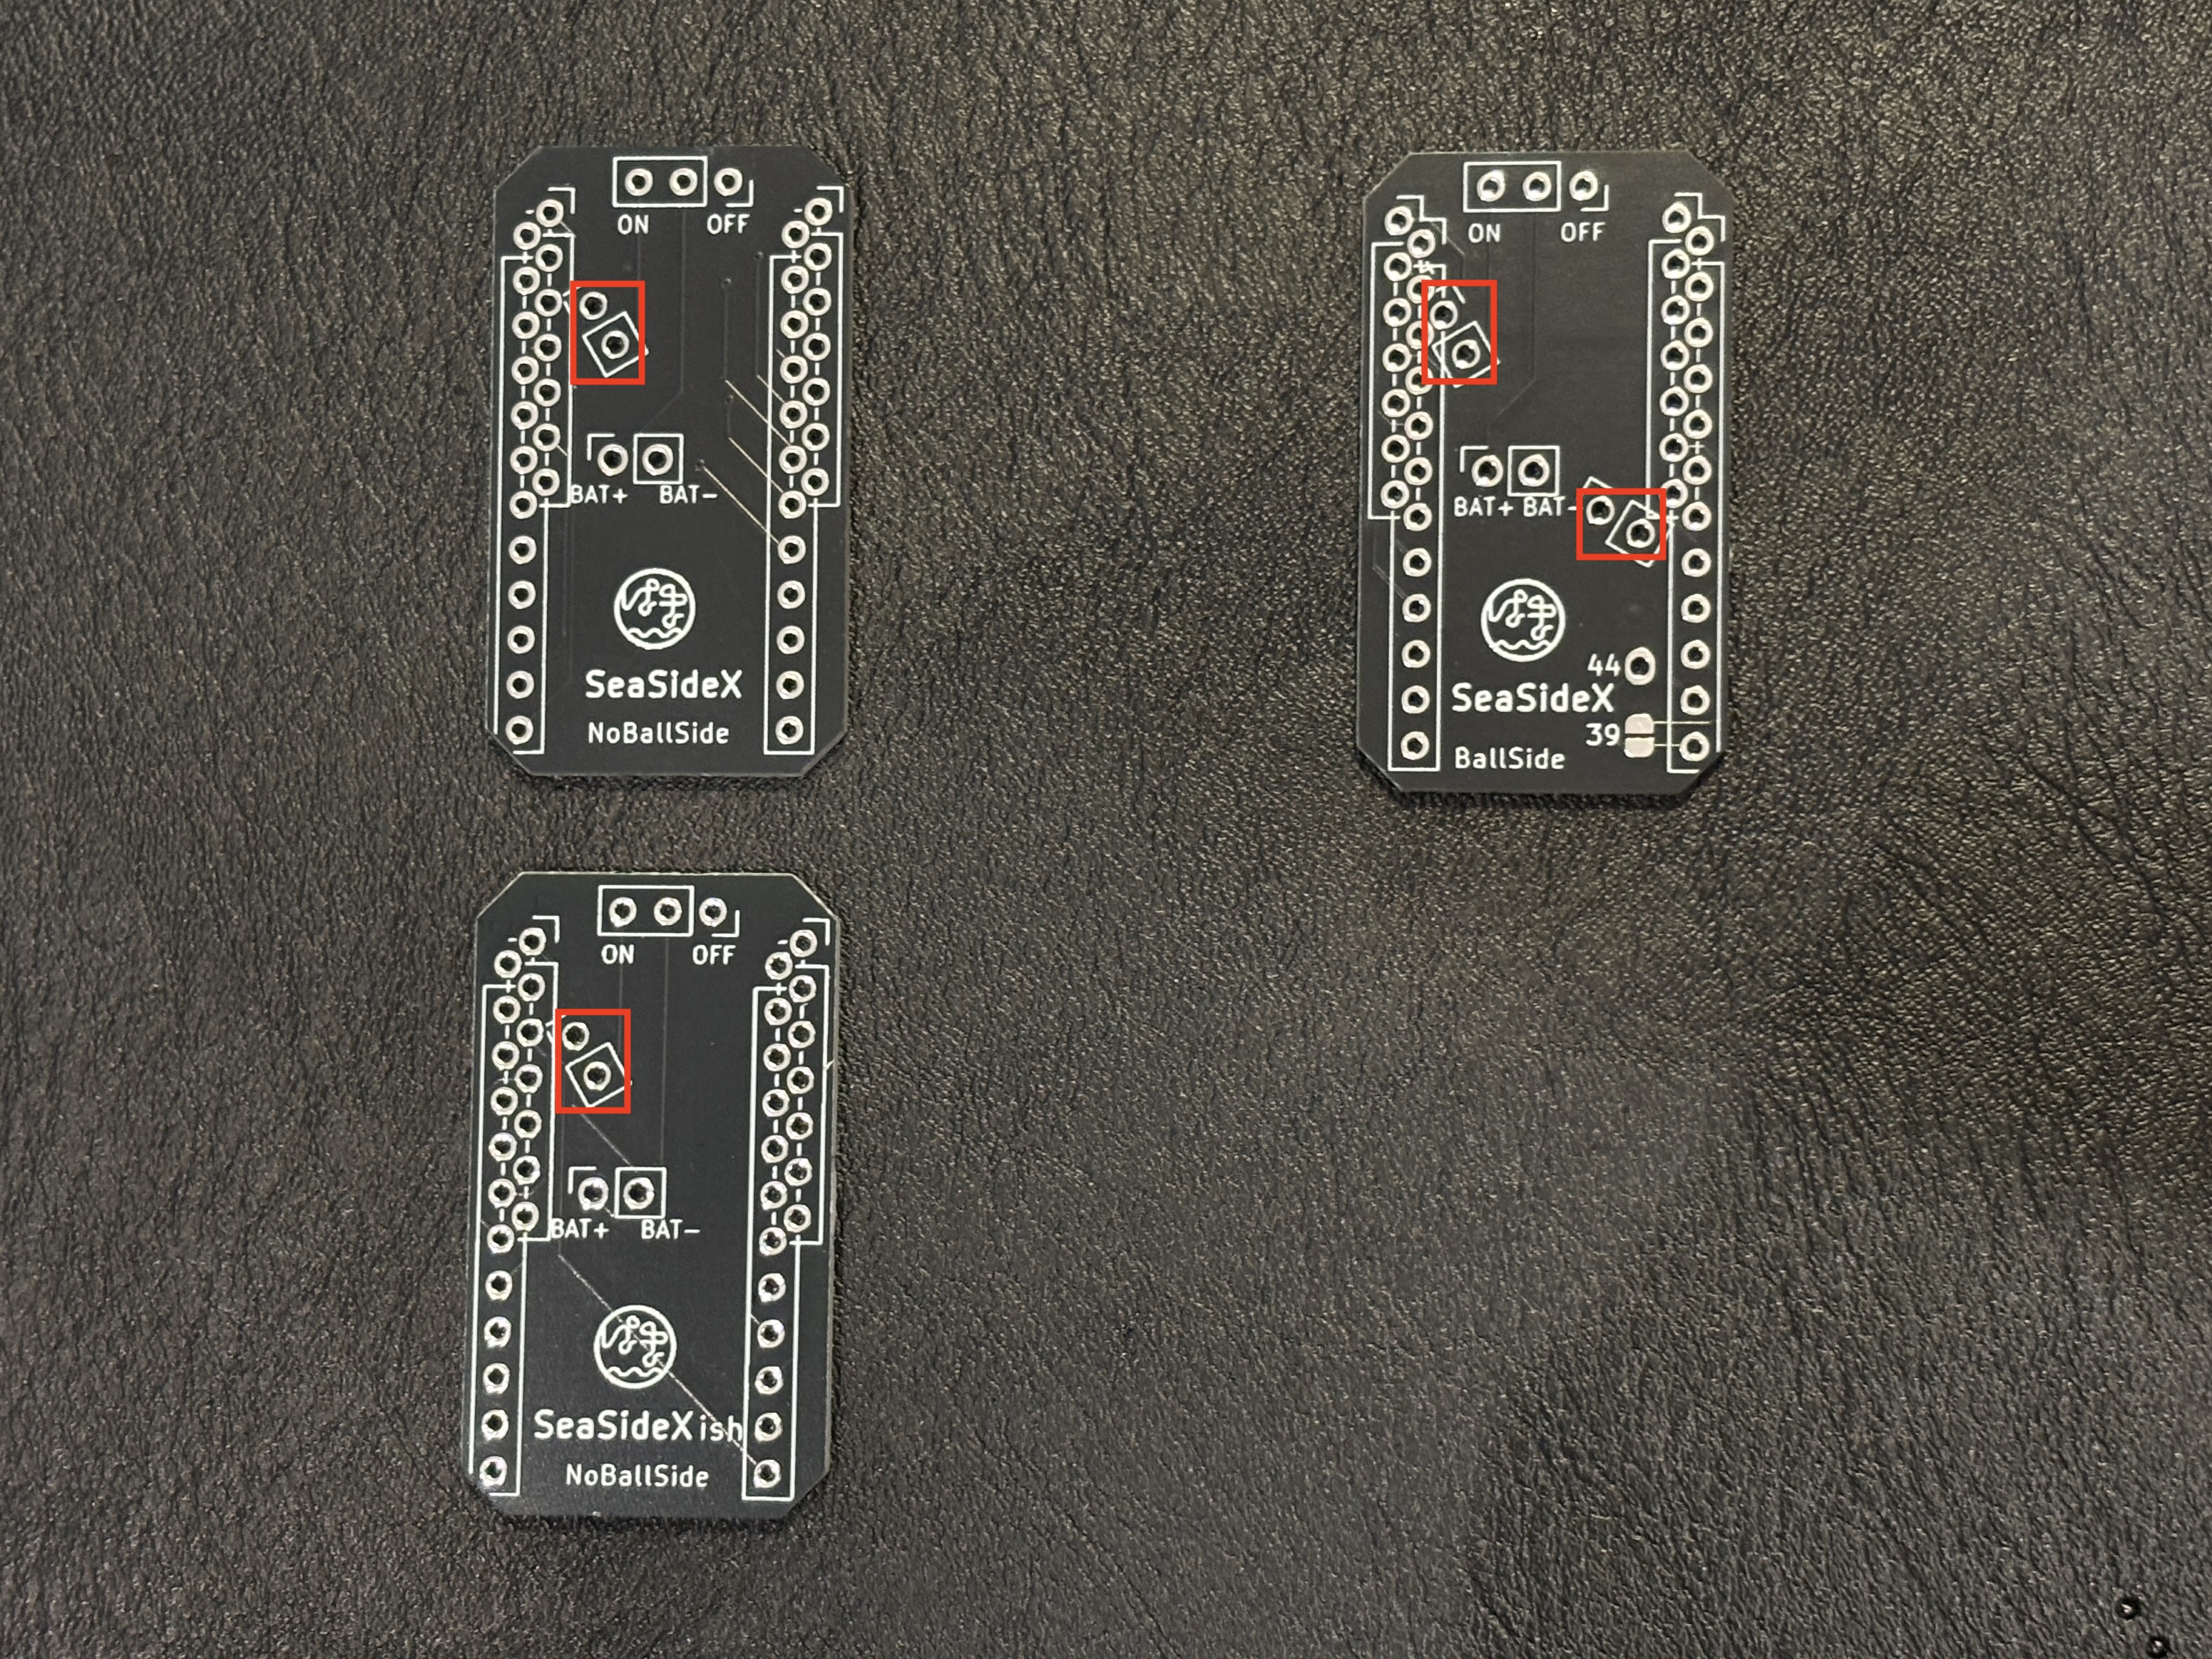 ON OFF
BAT+ BAT-
SeaSideX
NoBallSide
ON OFF
BAT+ BAT-
44
SeaSideX
39
BallSide
ON OFF
BAT+ BAT-
SeaSideXish
NoBallSide